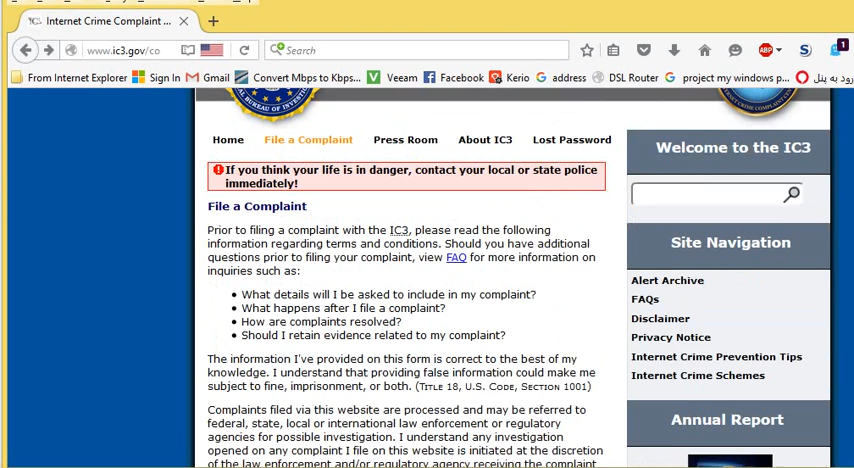 Internet Crime Complaint ...
www.ic3.gov/co
Search
ABP
S
1
From Internet Explorer
Sign In
Gmail
Convert Mbps to Kbps...
Veeam
Facebook
Kerio
address
DSL Router
project my windows p...
رود به پنل
Home
File a Complaint
Press Room
About IC3
Lost Password
If you think your life is in danger, contact your local or state police
immediately!
File a Complaint
Prior to filing a complaint with the IC3, please read the following
information regarding terms and conditions. Should you have additional
questions prior to filing your complaint, view FAQ for more information on
inquiries such as:
• What details will I be asked to include in my complaint?
• What happens after I file a complaint?
• How are complaints resolved?
• Should I retain evidence related to my complaint?
The information I've provided on this form is correct to the best of my
knowledge. I understand that providing false information could make me
subject to fine, imprisonment, or both. (Title 18, U.S. Code, Section 1001)
Complaints filed via this website are processed and may be referred to
federal, state, local or international law enforcement or regulatory
agencies for possible investigation. I understand any investigation
opened on any complaint I file on this website is initiated at the discretion
of the law enforcement and/or regulatory agency receiving the complaint
Welcome to the IC3
Site Navigation
Alert Archive
FAQs
Disclaimer
Privacy Notice
Internet Crime Prevention Tips
Internet Crime Schemes
Annual Report